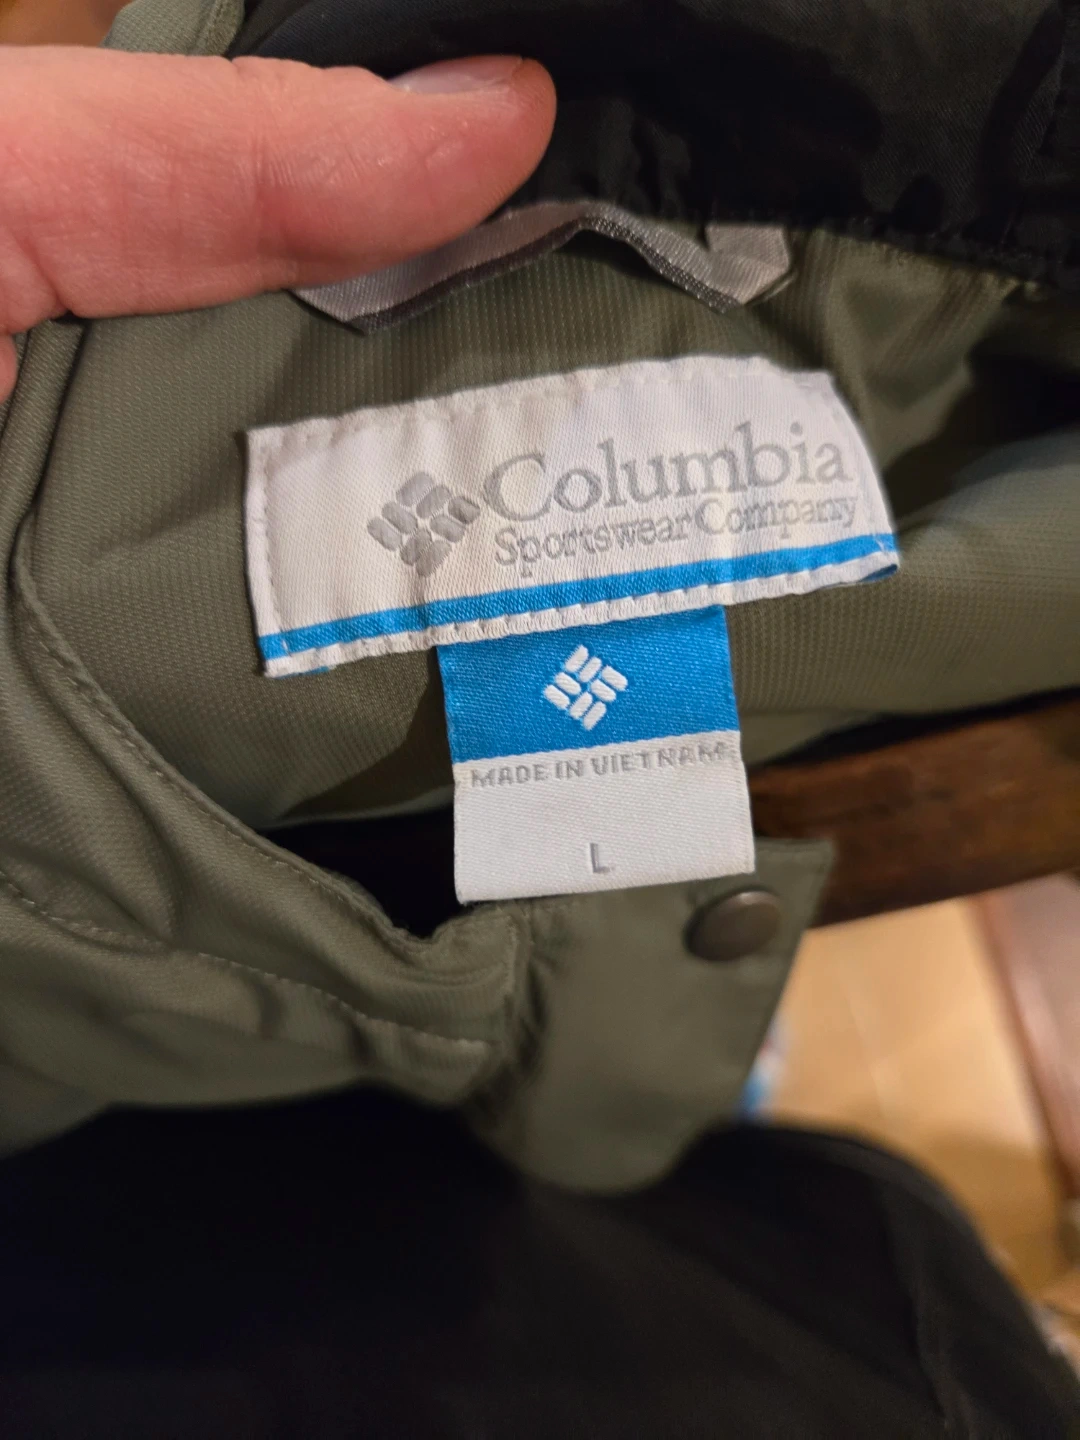 Columbia
Sportswear Company
MADE IN VIETNAM
L